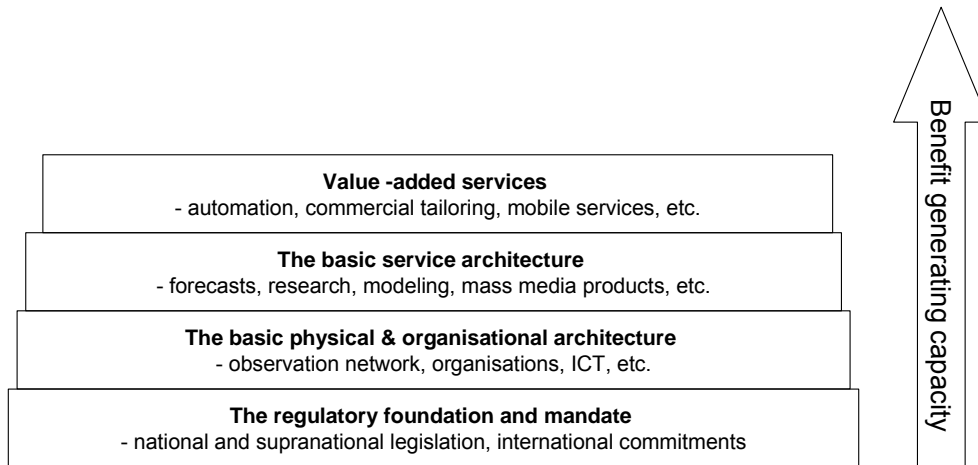 Value -added services
- automation, commercial tailoring, mobile services, etc.
The basic service architecture
- forecasts, research, modeling, mass media products, etc.
The basic physical & organisational architecture
- observation network, organisations, ICT, etc.
The regulatory foundation and mandate
- national and supranational legislation, international commitments
Benefit generating capacity